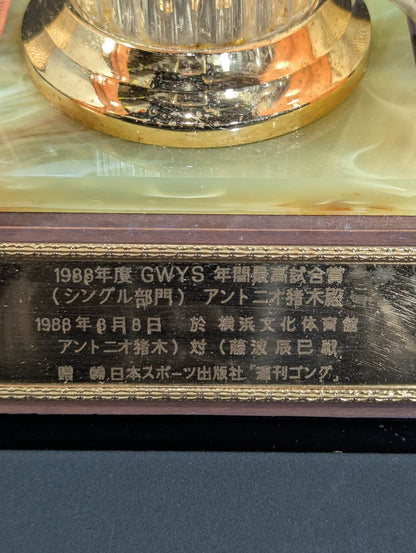 1988年度 GWYS 年間最高試合賞
(シングル部門) アントニオ猪木殿
1988年8月8日 於 横浜文化体育館
アントニオ猪木) 対 (藤波 辰巳戦
日本スポーツ出版社『週刊ゴング』